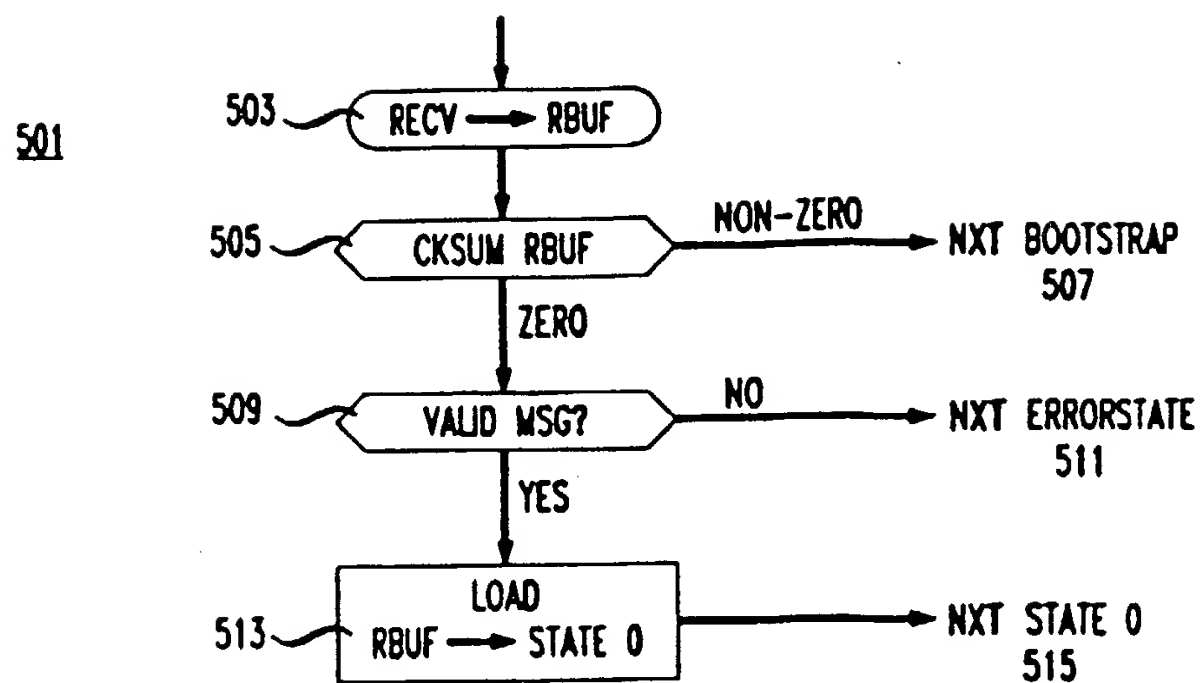 501
503
RECV → RBUF
505
CKSUM RBUF
NON-ZERO
NXT BOOTSTRAP
507
ZERO
509
VALID MSG?
NO
NXT ERRORSTATE
511
YES
513
LOAD
RBUF → STATE 0
NXT STATE 0
515